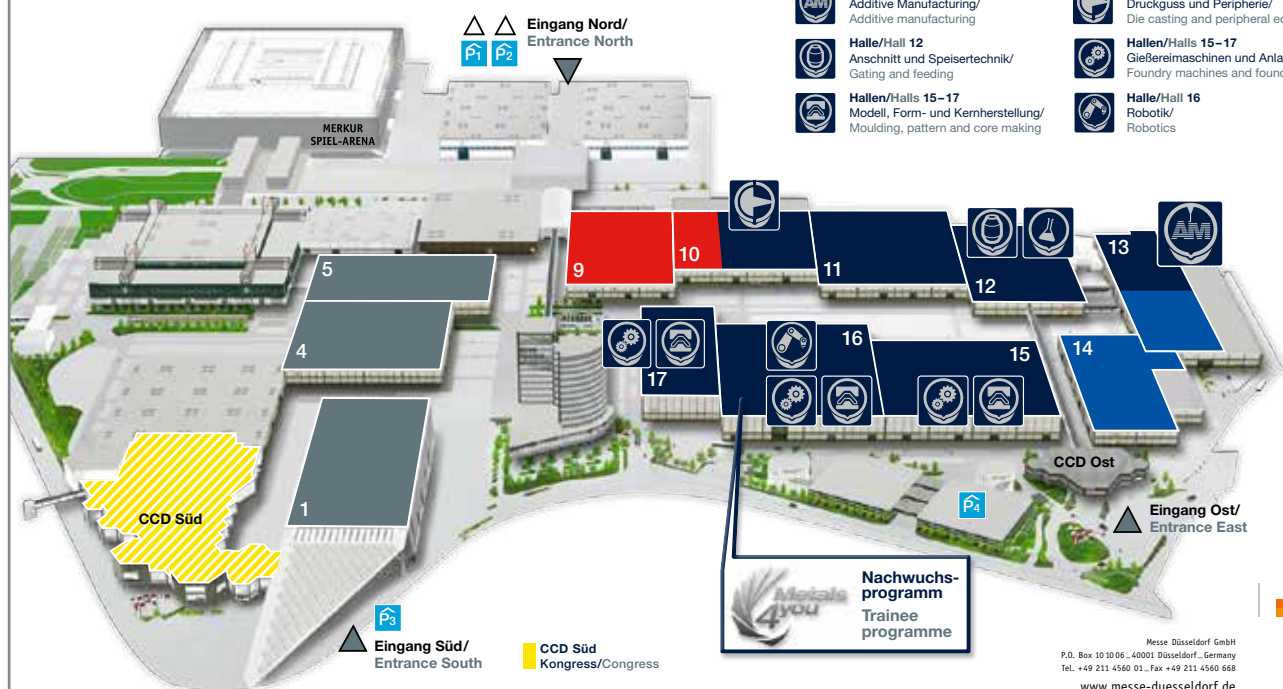 Eingang Nord/
Entrance North
P1 P2
Additive Manufacturing/
Additive manufacturing
Halle/Hall 12
Anschnitt und Speisertechnik/
Gating and feeding
Hallen/Halls 15–17
Modell, Form- und Kernherstellung/
Moulding, pattern and core making
Druckguss und Peripherie/
Die casting and peripheral
Hallen/Halls 15–17
Gießereimaschinen und
Foundry machines and
Halle/Hall 16
Robotik/
Robotics
AM
MERKUR
SPIEL-ARENA
5
4
1
9
10
11
12
13
AM
14
15
16
17
CCD Süd
CCD Ost
P4
Eingang Ost/
Entrance East
Metals
4you
Nachwuchs-
programm
Trainee
programme
P3
Eingang Süd/
Entrance South
CCD Süd
Kongress/Congress
Messe Düsseldorf GmbH
P.O. Box 10 10 06 _ 40001 Düsseldorf _ Germany
Tel. +49 211 4560 01 _ Fax +49 211 4560 668
www.messe-duesseldorf.de